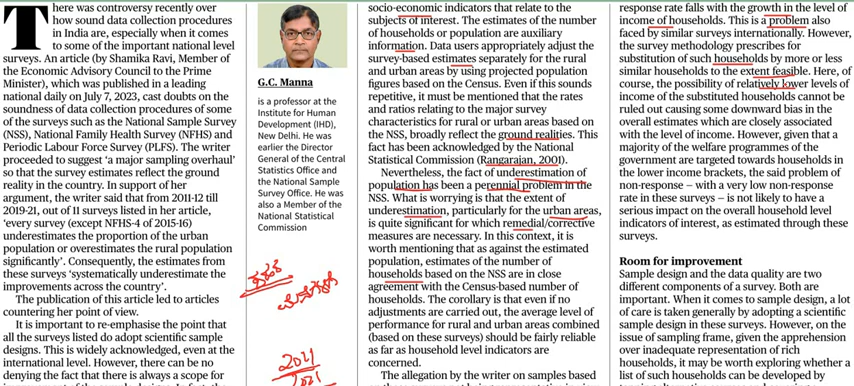 There was controversy recently over
how sound data collection procedures
in India are, especially when it comes
to some of the important national level
surveys. An article (by Shamika Ravi, Member of
the Economic Advisory Council to the Prime
Minister), which was published in a leading
national daily on July 7, 2023, cast doubts on the
soundness of data collection procedures of some
of the surveys such as the National Sample Survey
(NSS), National Family Health Survey (NFHS) and
Periodic Labour Force Survey (PLFS). The writer
proceeded to suggest ‘a major sampling overhaul’
so that the survey estimates reflect the ground
reality in the country. In support of her
argument, the writer said that from 2011-12 till
2019-21, out of 11 surveys listed in her article,
‘every survey (except NFHS-4 of 2015-16)
underestimates the proportion of the urban
population or overestimates the rural population
significantly’. Consequently, the estimates from
these surveys ‘systematically underestimate the
improvements across the country’.
The publication of this article led to articles
countering her point of view.
It is important to re-emphasise the point that
all the surveys listed do adopt scientific sample
designs. This is widely acknowledged, even at the
international level. However, there can be no
denying the fact that there is always a scope for
G.C. Manna
is a professor at the
Institute for Human
Development (IHD),
New Delhi. He was
earlier the Director
General of the Central
Statistics Office and
the National Sample
Survey Office. He was
also a Member of the
National Statistical
Commission
2021
2021
socio-economic indicators that relate to the
subjects of interest. The estimates of the number
of households or population are auxiliary
information. Data users appropriately adjust the
survey-based estimates separately for the rural
and urban areas by using projected population
figures based on the Census. Even if this sounds
repetitive, it must be mentioned that the rates
and ratios relating to the major survey
characteristics for rural or urban areas based on
the NSS, broadly reflect the ground realities. This
fact has been acknowledged by the National
Statistical Commission (Rangarajan, 2001).
Nevertheless, the fact of underestimation of
population has been a perennial problem in the
NSS. What is worrying is that the extent of
underestimation, particularly for the urban areas,
is quite significant for which remedial/corrective
measures are necessary. In this context, it is
worth mentioning that as against the estimated
population, estimates of the number of
households based on the NSS are in close
agreement with the Census-based number of
households. The corollary is that even if no
adjustments are carried out, the average level of
performance for rural and urban areas combined
(based on these surveys) should be fairly reliable
as far as household level indicators are
concerned.
The allegation by the writer on samples based
response rate falls with the growth in the level of
income of households. This is a problem also
faced by similar surveys internationally. However,
the survey methodology prescribes for
substitution of such households by more or less
similar households to the extent feasible. Here, of
course, the possibility of relatively lower levels of
income of the substituted households cannot be
ruled out causing some downward bias in the
overall estimates which are closely associated
with the level of income. However, given that a
majority of the welfare programmes of the
government are targeted towards households in
the lower income brackets, the said problem of
non-response – with a very low non-response
rate in these surveys – is not likely to have a
serious impact on the overall household level
indicators of interest, as estimated through these
surveys.
Room for improvement
Sample design and the data quality are two
different components of a survey. Both are
important. When it comes to sample design, a lot
of care is taken generally by adopting a scientific
sample design in these surveys. However, on the
issue of sampling frame, given the apprehension
over inadequate representation of rich
households, it may be worth exploring whether a
list of such households can be developed by